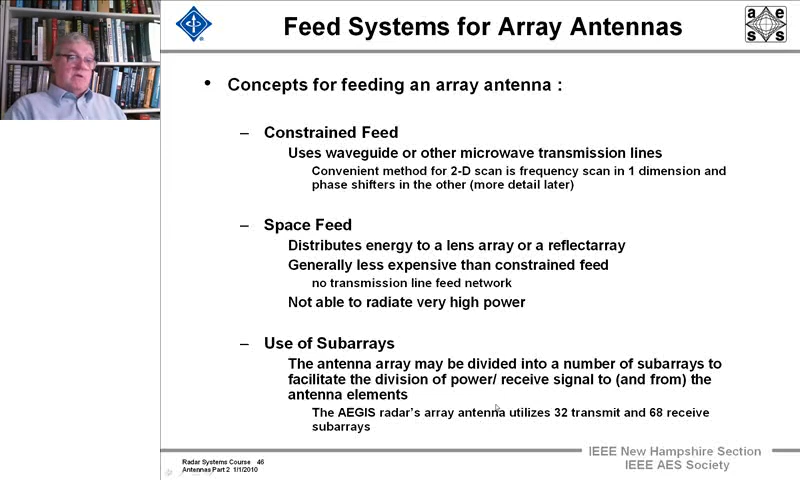 Feed Systems for Array Antennas
a e
s s
• Concepts for feeding an array antenna :
– Constrained Feed
Uses waveguide or other microwave transmission lines
Convenient method for 2-D scan is frequency scan in 1 dimension and
phase shifters in the other (more detail later)
– Space Feed
Distributes energy to a lens array or a reflectarray
Generally less expensive than constrained feed
no transmission line feed network
Not able to radiate very high power
– Use of Subarrays
The antenna array may be divided into a number of subarrays to
facilitate the division of power/ receive signal to (and from) the
antenna elements
The AEGIS radar's array antenna utilizes 32 transmit and 68 receive
subarrays
Radar Systems Course 46
Antennas Part 2 1/1/2010
IEEE New Hampshire Section
IEEE AES Society